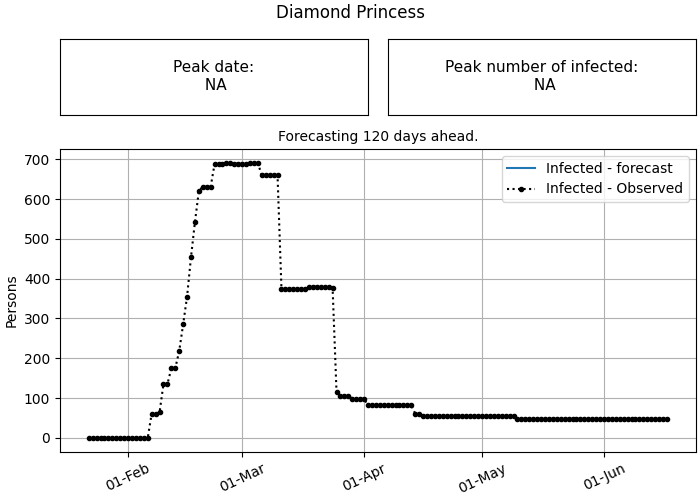 Diamond Princess
Peak date:
NA
Peak number of infected:
NA
Forecasting 120 days ahead.
Infected - forecast
Infected - Observed
700
600
500
400
300
200
100
0
Persons
01-Feb
01-Mar
01-Apr
01-May
01-Jun